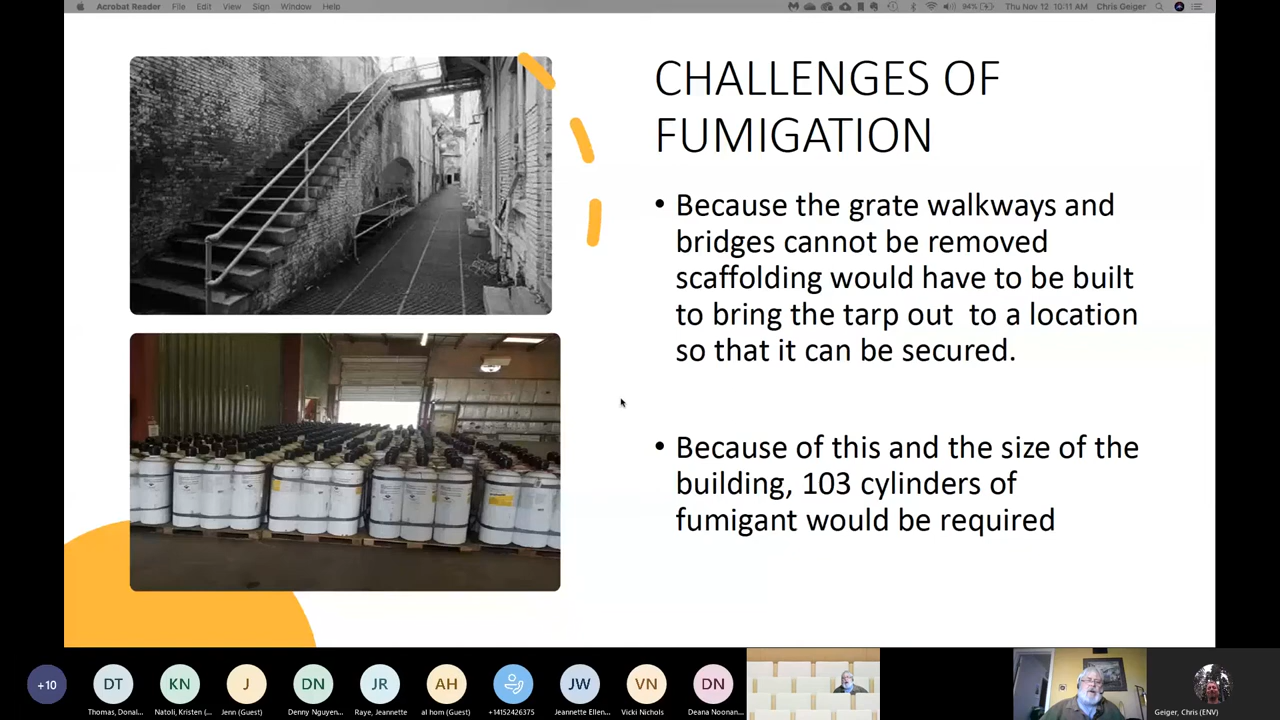 Acrobat Reader File Edit View Sign Window Help
94% Thu Nov 12 10:11 AM Chris Geiger
CHALLENGES OF
FUMIGATION
• Because the grate walkways and
bridges cannot be removed
scaffolding would have to be built
to bring the tarp out to a location
so that it can be secured.
• Because of this and the size of the
building, 103 cylinders of
fumigant would be required
+10
DT
KN
J
DN
JR
AH
JW
VN
DN
Thomas, Donal...
Natoli, Kristen (...
Jenn (Guest)
Denny Nguyen...
Raye, Jeannette
al hom (Guest)
+14152426375
Jeannette Ellen...
Vicki Nichols
Deana Noonan...
Geiger, Chris (ENV)